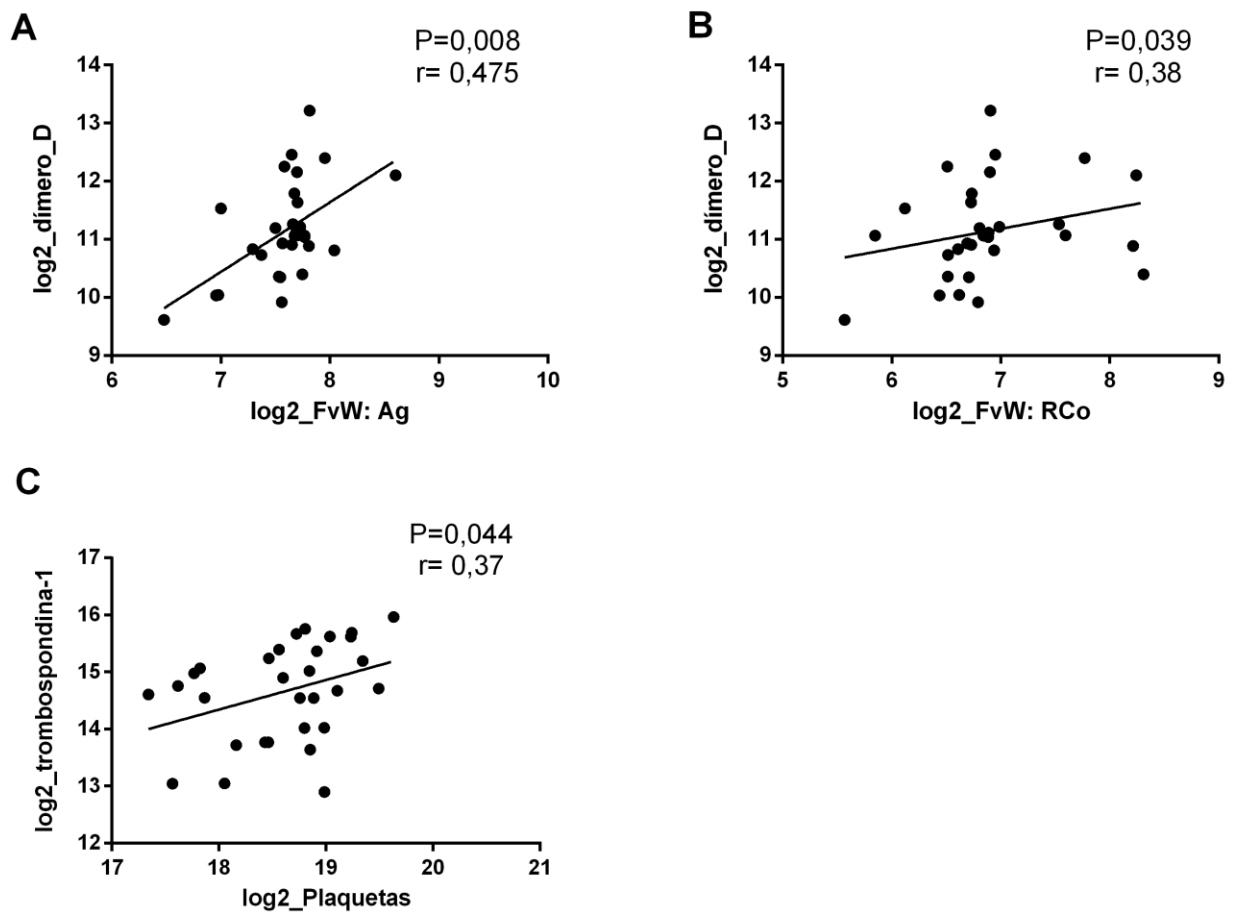 A
P=0,008
r= 0,475
14
13
12
11
10
9
log2_dímero_D
6 7 8 9 10
log2_FvW: Ag
B
P=0,039
r= 0,38
14
13
12
11
10
9
log2_dímero_D
5 6 7 8 9
log2_FvW: RCo
C
P=0,044
r= 0,37
17
16
15
14
13
12
log2_trombospondina-1
17 18 19 20 21
log2_Plaquetas